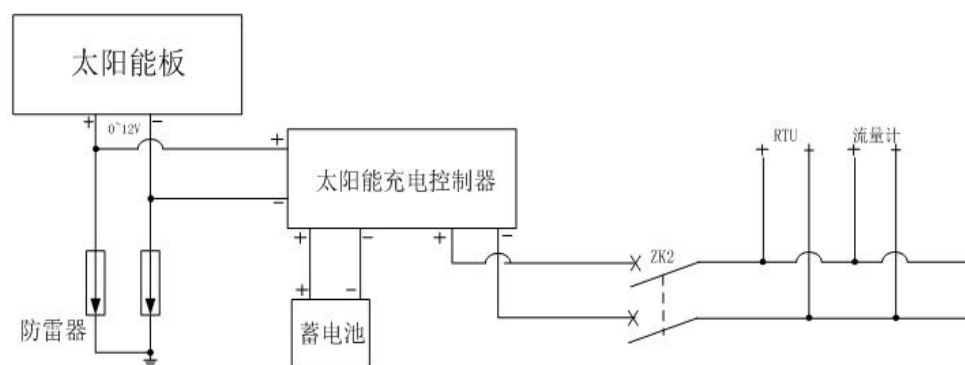 太阳能板
+ 0~12V -
RTU 流量计
+ + + +
+
太阳能充电控制器
-
+ - + -
ZK2
+ -
防雷器
蓄电池